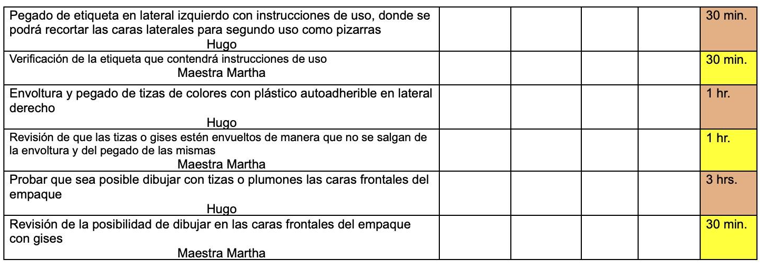 Pegado de etiqueta en lateral izquierdo con instrucciones de uso, donde se
podrá recortar las caras laterales para segundo uso como pizarras
Hugo
30 min.
Verificación de la etiqueta que contendrá instrucciones de uso
Maestra Martha
30 min.
Envoltura y pegado de tizas de colores con plástico autoadherible en lateral
derecho
Hugo
1 hr.
Revisión de que las tizas o gises estén envueltos de manera que no se salgan de
la envoltura y del pegado de las mismas
Maestra Martha
1 hr.
Probar que sea posible dibujar con tizas o plumones las caras frontales del
empaque
Hugo
3 hrs.
Revisión de la posibilidad de dibujar en las caras frontales del empaque
con gises
Maestra Martha
30 min.